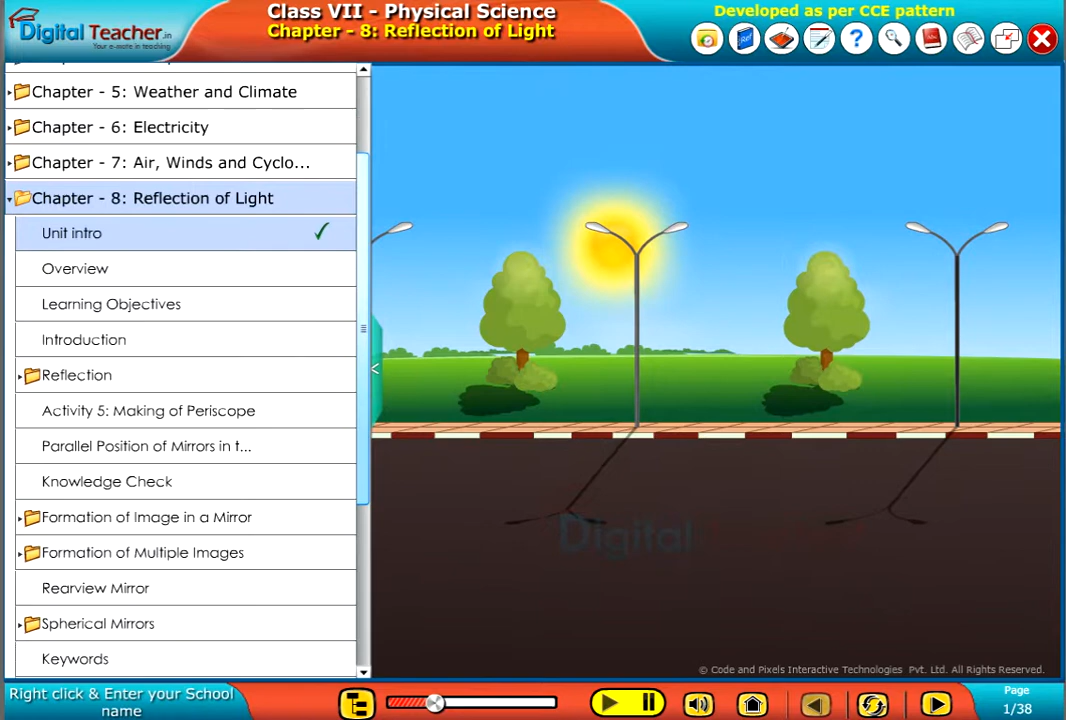 Digital Teacher.in
Your e-mate in teaching
Class VII - Physical Science
Chapter - 8: Reflection of Light
Developed as per CCE pattern
iRef
?
Chapter - 5: Weather and Climate
Chapter - 6: Electricity
Chapter - 7: Air, Winds and Cyclo...
Chapter - 8: Reflection of Light
Unit intro
Overview
Learning Objectives
Introduction
Reflection
Activity 5: Making of Periscope
Parallel Position of Mirrors in t...
Knowledge Check
Formation of Image in a Mirror
Formation of Multiple Images
Rearview Mirror
Spherical Mirrors
Keywords
<
Digital
© Code and Pixels Interactive Technologies Pvt. Ltd. All Rights Reserved.
Right click & Enter your School
name
Page
1/38